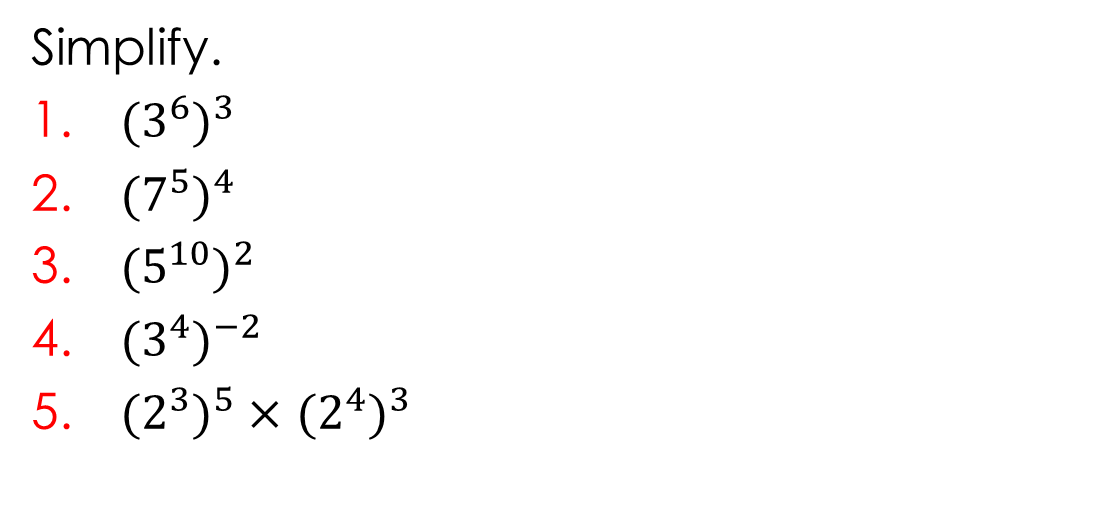 Simplify.
1. (3⁶)³
2. (7⁵)⁴
3. (5¹⁰)²
4. (3⁴)⁻²
5. (2³)⁵ × (2⁴)³